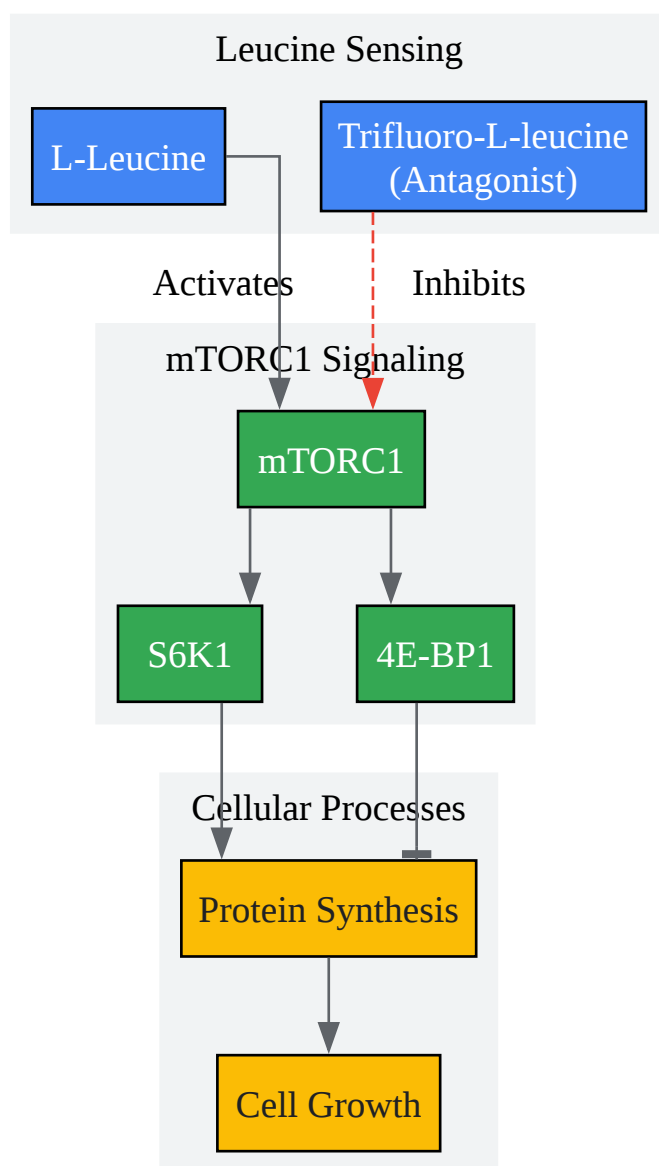 Leucine Sensing
L-Leucine
Trifluoro-L-leucine
(Antagonist)
Activates
Inhibits
mTORC1 Signaling
mTORC1
S6K1
4E-BP1
Cellular Processes
Protein Synthesis
Cell Growth